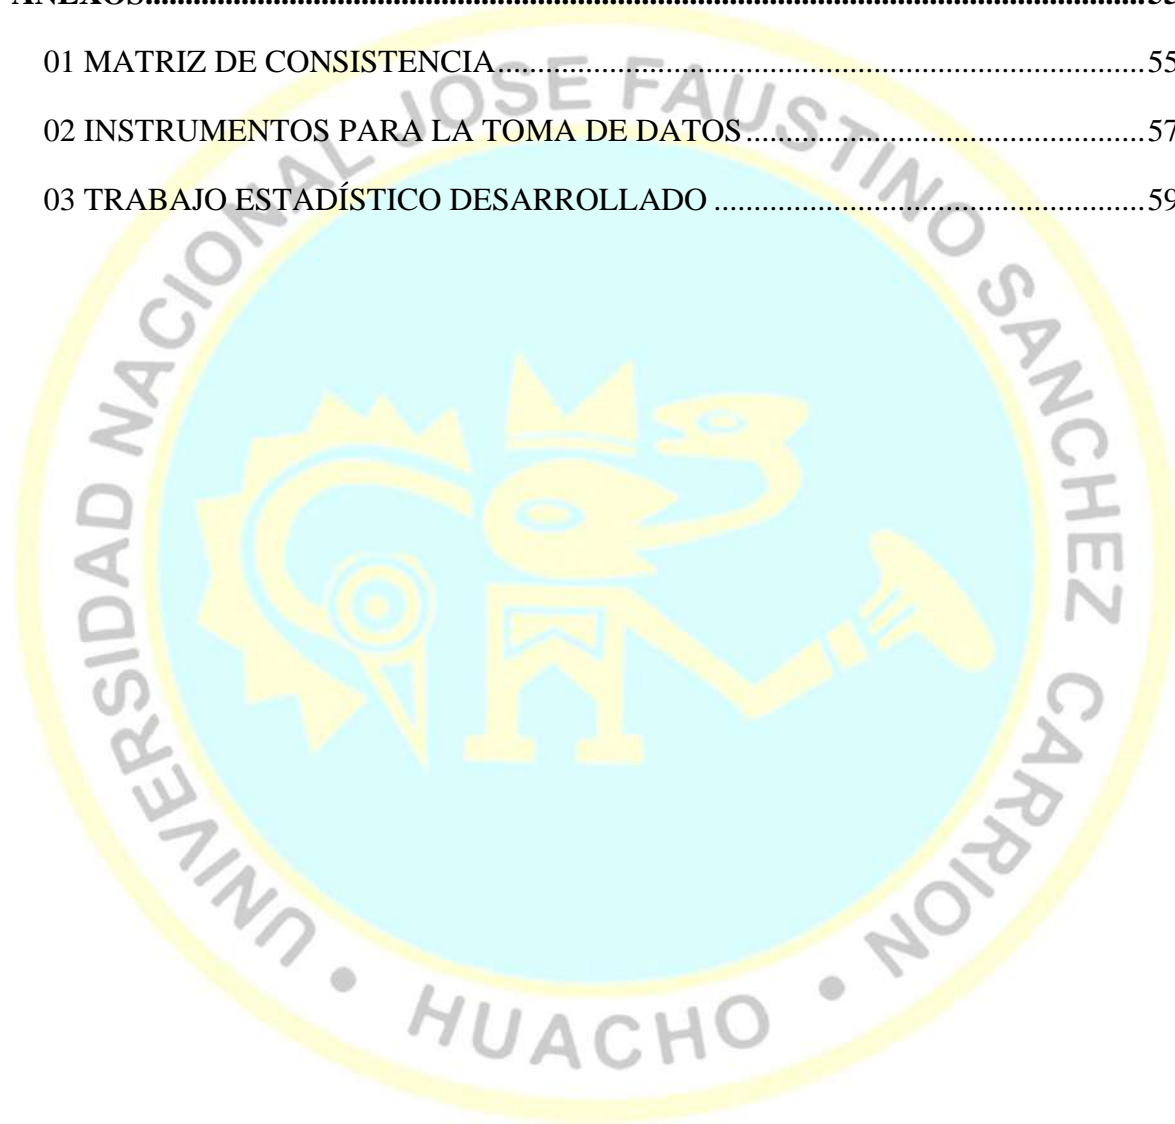 ANEXOS
01 MATRIZ DE CONSISTENCIA 55
02 INSTRUMENTOS PARA LA TOMA DE DATOS 57
03 TRABAJO ESTADÍSTICO DESARROLLADO 59
UNIVERSIDAD NACIONAL JOSE FAUSTINO SANCHEZ CARRION
• HUACHO •